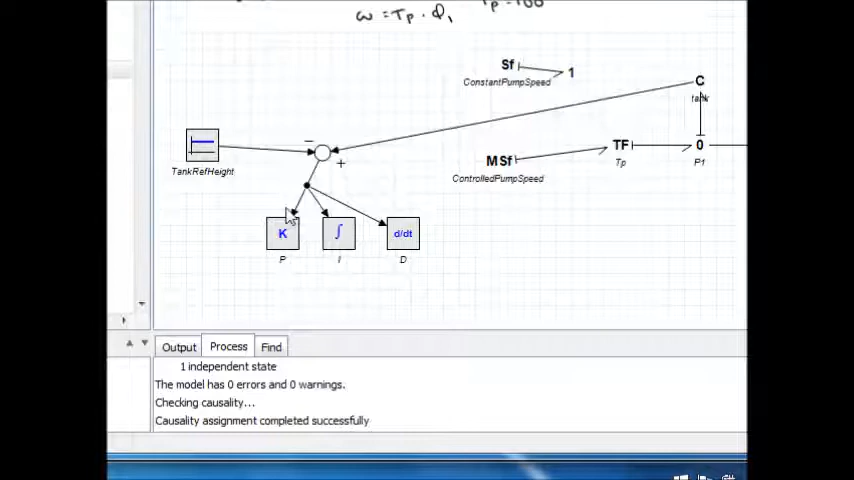 ω = Tp · Φ1
Sf
1
ConstantPumpSpeed
C
tank
−
+
TankRefHeight
MSf
ControlledPumpSpeed
TF
Tp
0
P1
K
∫
d/dt
P
I
D
Output
Process
Find
1 independent state
The model has 0 errors and 0 warnings.
Checking causality...
Causality assignment completed successfully